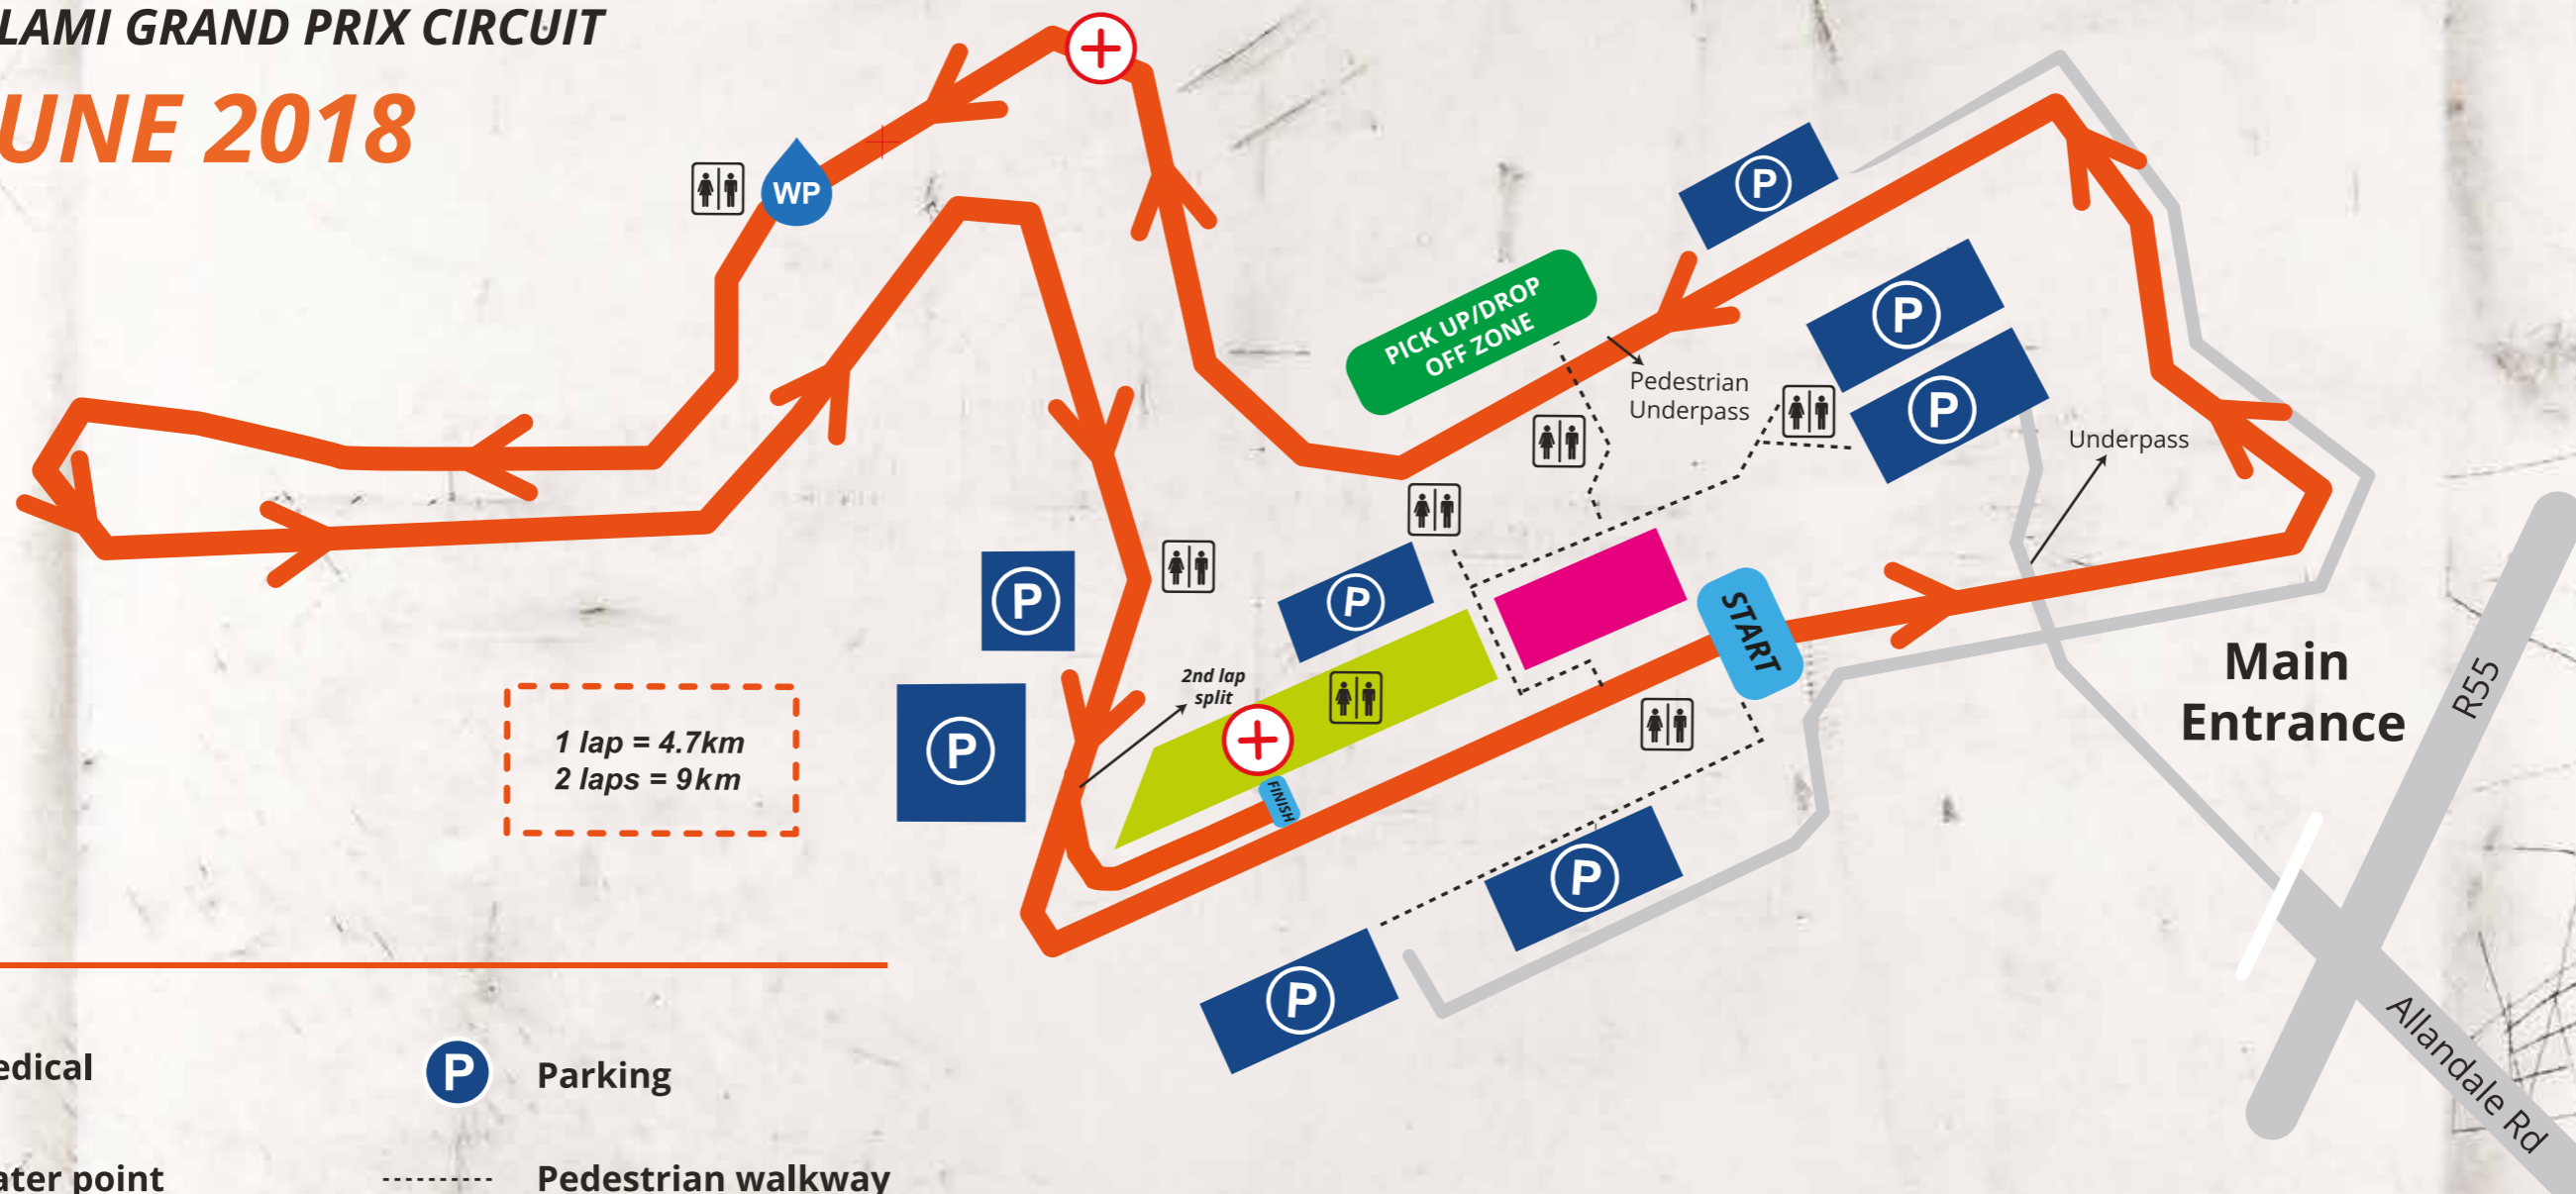 LAMI GRAND PRIX CIRCUIT
UNE 2018
WP
P
PICK UP/DROP
OFF ZONE
P
Pedestrian
Underpass
P
Underpass
P
P
START
2nd lap
split
Main
Entrance
R55
1 lap = 4.7km
2 laps = 9km
P
FINISH
P
P
Allandale Rd
edical
P
Parking
ater point
Pedestrian walkway